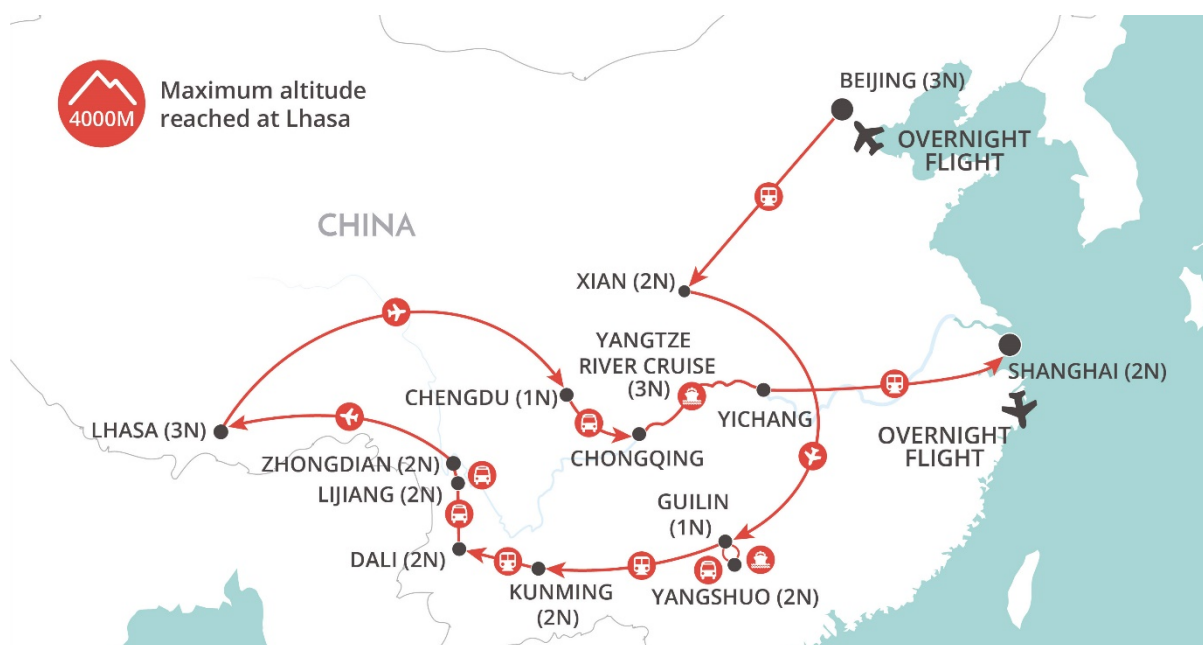 4000M
Maximum altitude
reached at Lhasa
BEIJING (3N)
OVERNIGHT
FLIGHT
CHINA
XIAN (2N)
YANGTZE
RIVER CRUISE
(3N)
SHANGHAI (2N)
CHENGDU (1N)
YICHANG
LHASA (3N)
CHONGQING
OVERNIGHT
FLIGHT
ZHONGDIAN (2N)
LIJIANG (2N)
GUILIN
(1N)
DALI (2N)
KUNMING
(2N)
YANGSHUO (2N)